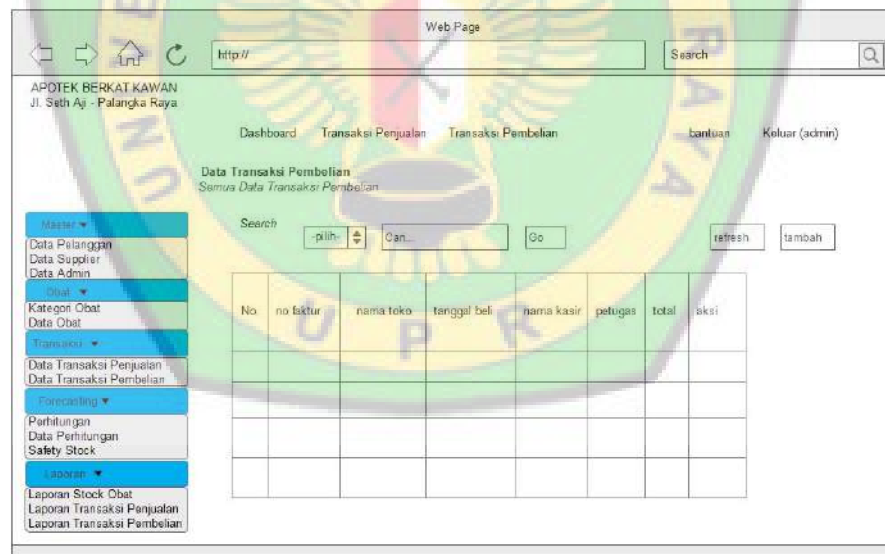 Web Page
http://
Search
APOTEK BERKAT KAWAN
Jl. Seth Aji - Palangka Raya
Dashboard Transaksi Penjualan Transaksi Pembelian bantuan Keluar (admin)
Data Transaksi Pembelian
Semua Data Transaksi Pembelian
Master
Data Pelanggan
Data Supplier
Data Admin
Obat
Kategori Obat
Data Obat
Transaksi
Data Transaksi Penjualan
Data Transaksi Pembelian
Forecasting
Perhitungan
Data Perhitungan
Safety Stock
Laporan
Laporan Stock Obat
Laporan Transaksi Penjualan
Laporan Transaksi Pembelian
Search -pilih- Cari... Go refresh tambah
No. no faktur nama toko tanggal beli nama kasir petugas total aksi
UNIVE
RAYA
UPR